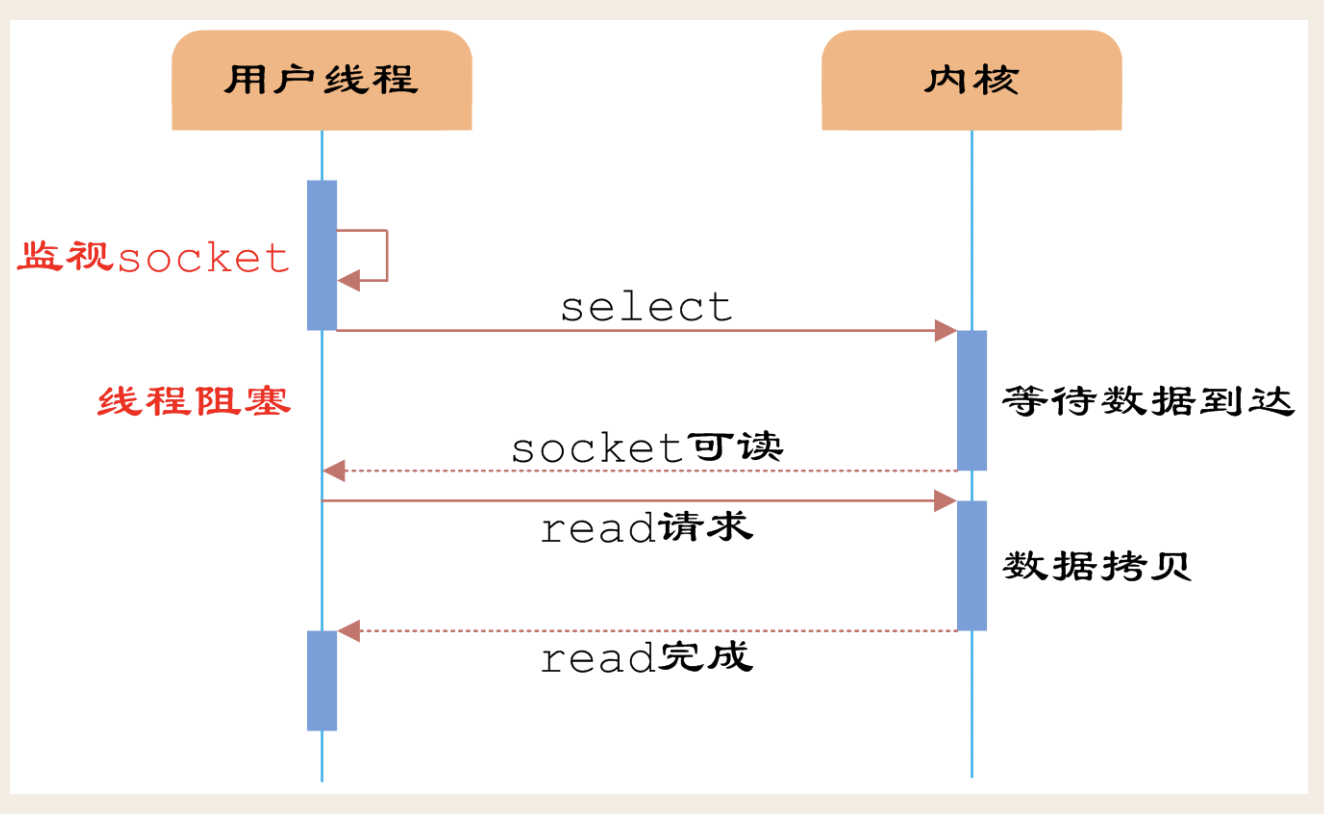 用户线程
内核
监视socket
select
线程阻塞
等待数据到达
socket可读
read请求
数据拷贝
read完成